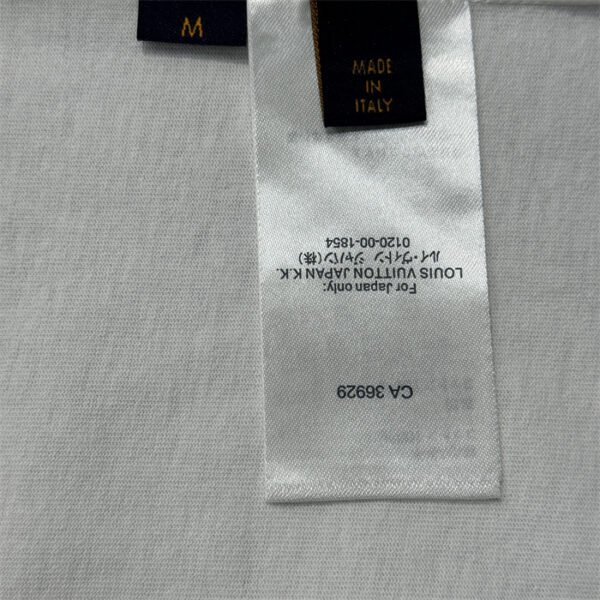 M
MADE
IN
ITALY
CA 36929
For Japan only:
LOUIS VUITTON JAPAN K.K.
ルイ・ヴィトン ジャパン(株)
0120-00-1854